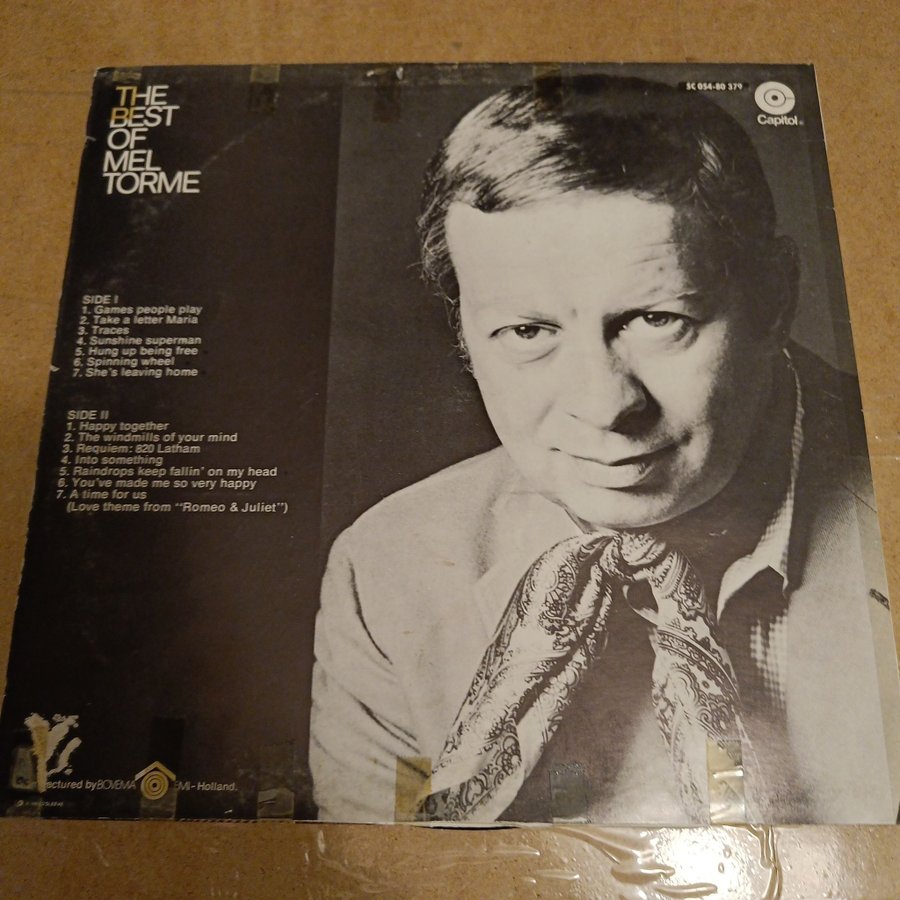 THE
BEST
OF
MEL
TORME
SC 054-80 379
Capitol
SIDE I
1. Games people play
2. Take a letter Maria
3. Traces
4. Sunshine superman
5. Hung up being free
6. Spinning wheel
7. She's leaving home
SIDE II
1. Happy together
2. The windmills of your mind
3. Requiem: 820 Latham
4. Into something
5. Raindrops keep fallin' on my head
6. You've made me so very happy
7. A time for us
(Love theme from "Romeo & Juliet")
by BOVEMA EMI - Holland.